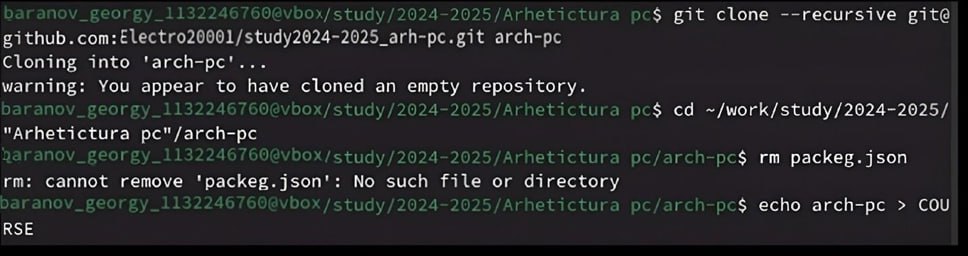 baranov_georgy_1132246760@vbox/study/2024-2025/Arhetictura pc$ git clone --recursive git@
github.com:Electro20001/study2024-2025_arh-pc.git arch-pc
Cloning into 'arch-pc'...
warning: You appear to have cloned an empty repository.
baranov_georgy_1132246760@vbox/study/2024-2025/Arhetictura pc$ cd ~/work/study/2024-2025/
"Arhetictura pc"/arch-pc
baranov_georgy_1132246760@vbox/study/2024-2025/Arhetictura pc/arch-pc$ rm packeg.json
rm: cannot remove 'packeg.json': No such file or directory
baranov_georgy_1132246760@vbox/study/2024-2025/Arhetictura pc/arch-pc$ echo arch-pc > COU
RSE